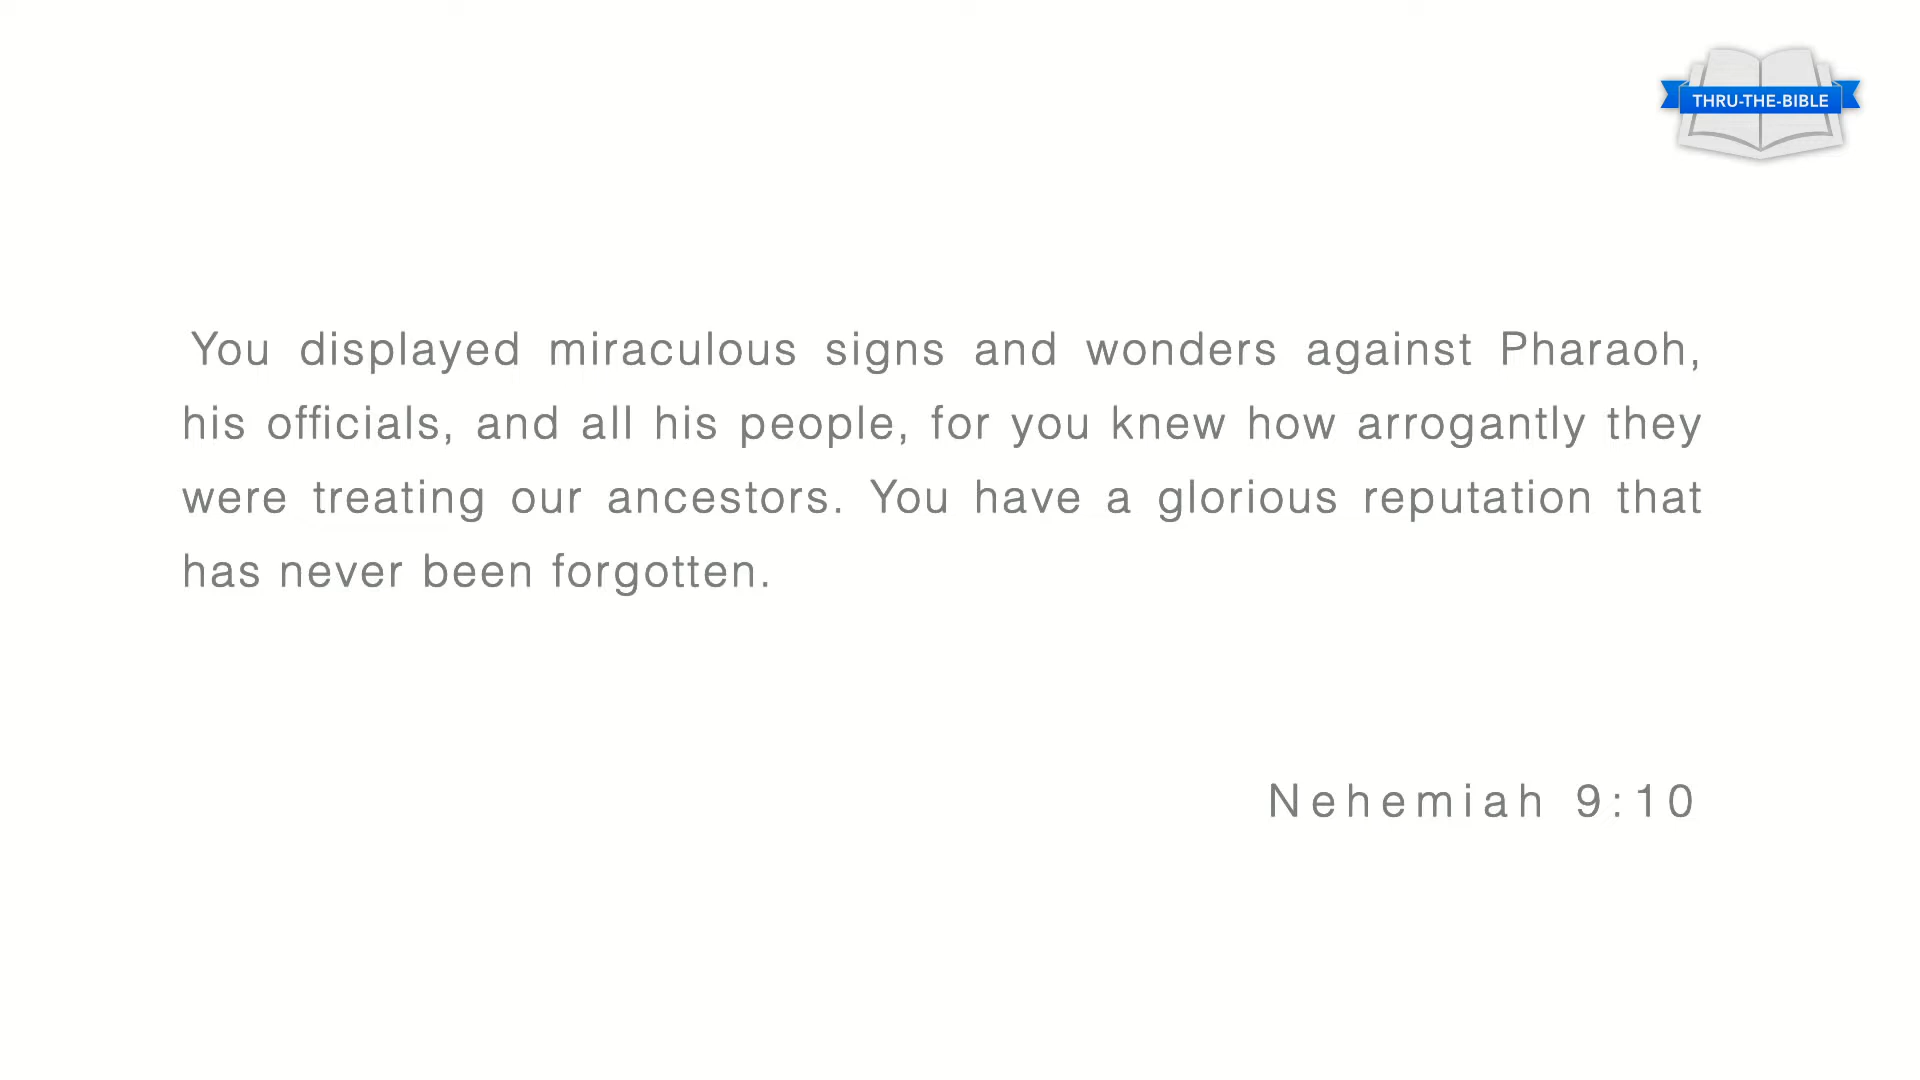 THRU-THE-BIBLE
You displayed miraculous signs and wonders against Pharaoh,
his officials, and all his people, for you knew how arrogantly they
were treating our ancestors. You have a glorious reputation that
has never been forgotten.
Nehemiah 9:10